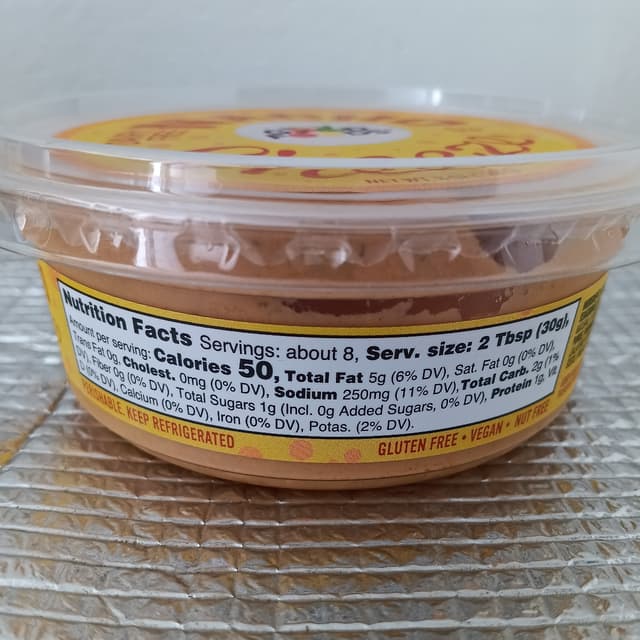 NET WT
Nutrition Facts Servings: about 8, Serv. size: 2 Tbsp (30g),
Amount per serving: Calories 50, Total Fat 5g (6% DV), Sat. Fat 0g (0% DV),
Trans Fat 0g, Cholest. 0mg (0% DV), Sodium 250mg (11% DV), Total Carb. 2g (1%
DV), Fiber 0g (0% DV), Total Sugars 1g (Incl. 0g Added Sugars, 0% DV), Protein 1g, Vit.
D (0% DV), Calcium (0% DV), Iron (0% DV), Potas. (2% DV).
PERISHABLE KEEP REFRIGERATED
GLUTEN FREE • VEGAN • NUT FREE